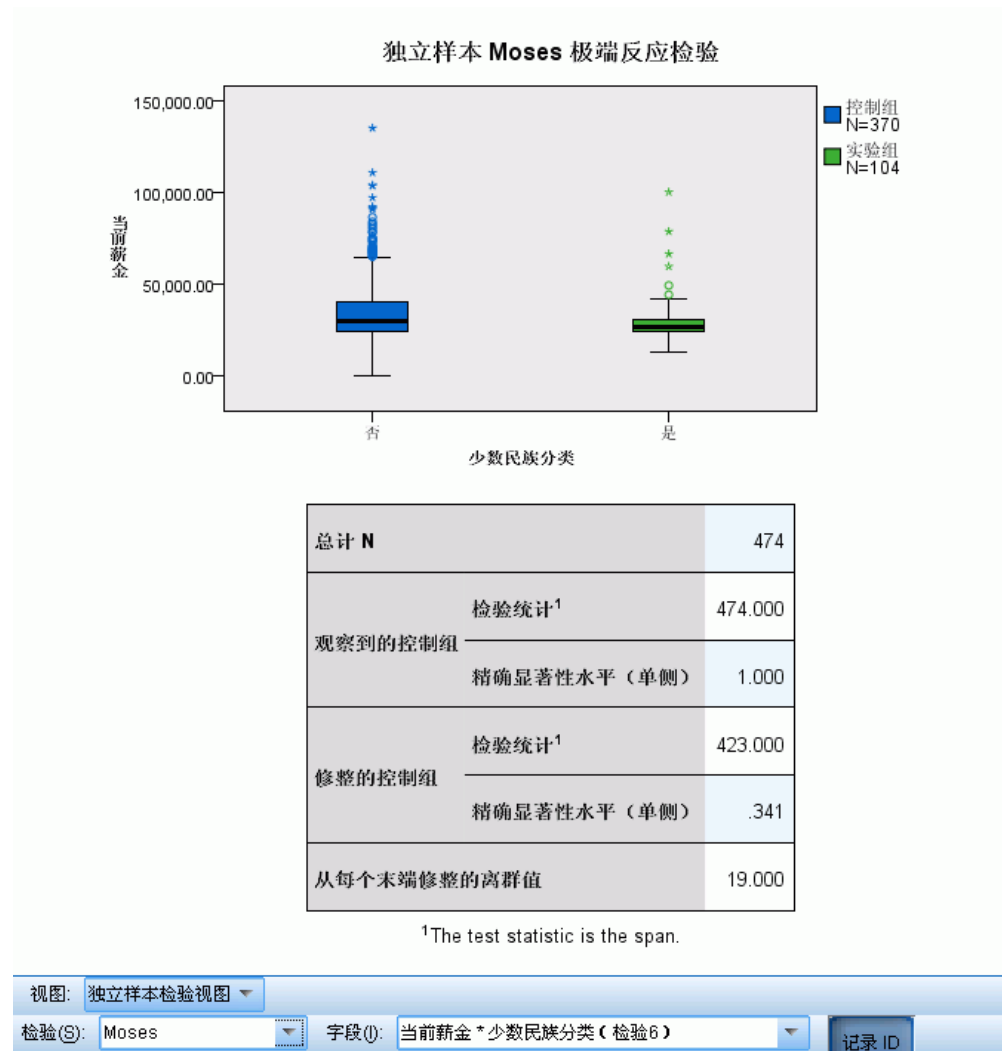 独立样本 Moses 极端反应检验
150,000.00
100,000.00
50,000.00
0.00
当前薪金
控制组
N=370
实验组
N=104
否
是
少数民族分类
总计 N
474
观察到的控制组
检验统计1
474.000
精确显著性水平（单侧）
1.000
修整的控制组
检验统计1
423.000
精确显著性水平（单侧）
.341
从每个末端修整的离群值
19.000
1The test statistic is the span.
视图: 独立样本检验视图
检验(S): Moses 字段(I): 当前薪金*少数民族分类(检验6) 记录 ID